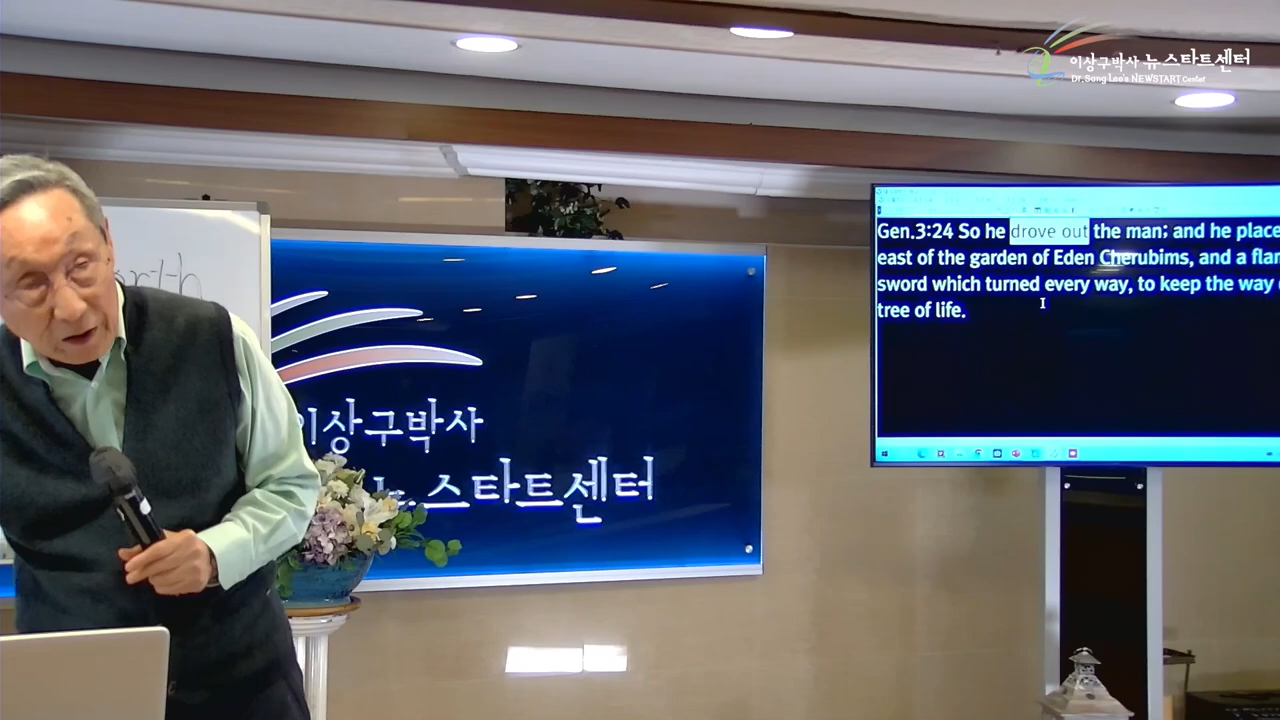 이상구박사 뉴스타트센터
Dr. Sang Lee's NEWSTART Center
Gen.3:24 So he drove out the man; and he place
east of the garden of Eden Cherubims, and a flam
sword which turned every way, to keep the way
tree of life.
이상구박사
스타트센터